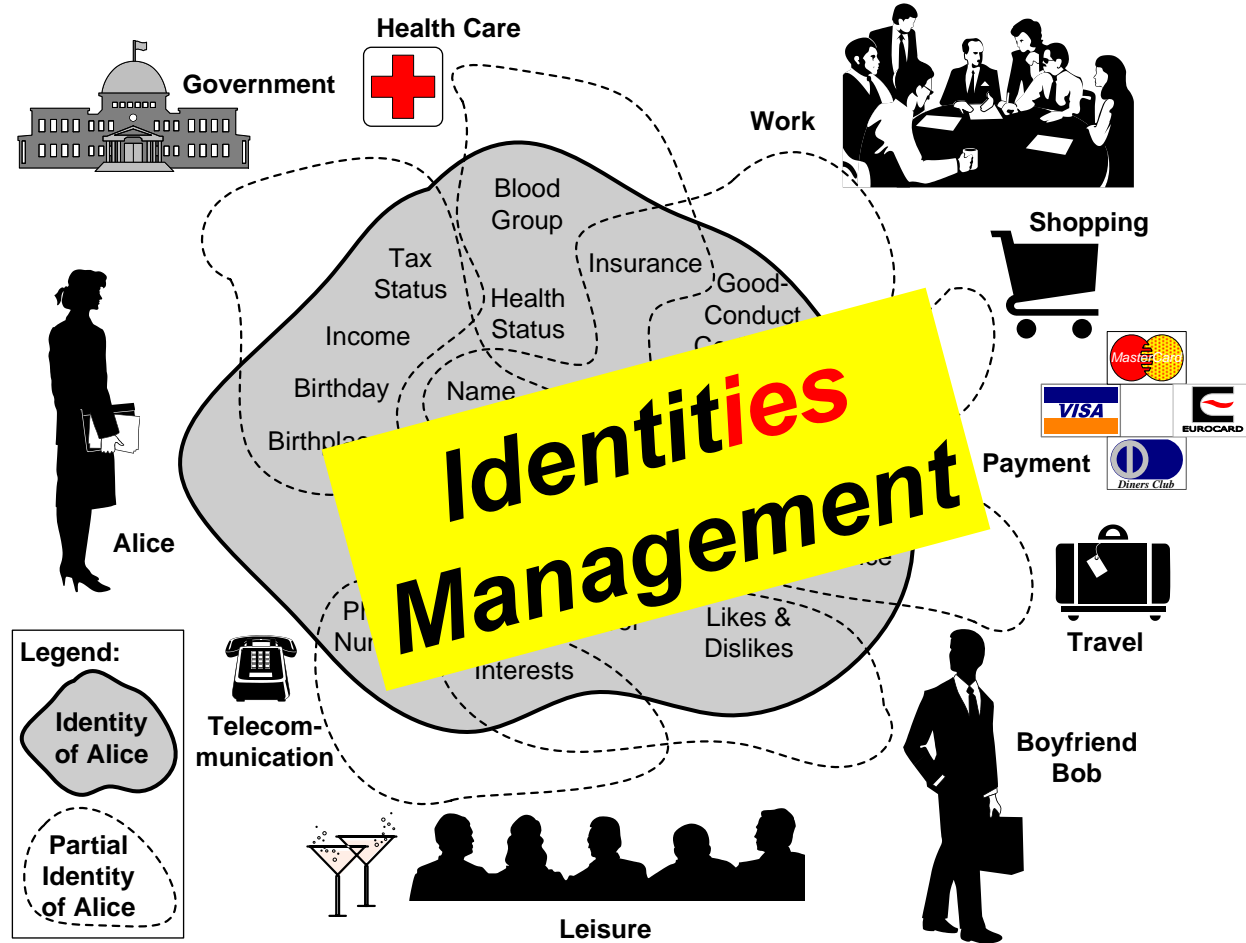 Health Care
Government
Work
Shopping
Blood
Group
Tax
Status
Insurance
Good-
Conduct
Health
Status
Income
Birthday
Name
MasterCard
VISA
EUROCARD
Diners Club
Payment
Identities
Management
Alice
Likes &
Dislikes
Interests
Travel
Legend:
Identity
of Alice
Partial
Identity
of Alice
Telecom-
munication
Boyfriend
Bob
Leisure